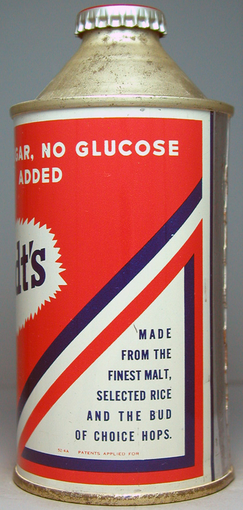 GAR, NO GLUCOSE
ADDED
dt's
MADE
FROM THE
FINEST MALT,
SELECTED RICE
AND THE BUD
OF CHOICE HOPS.
PATENTS APPLIED FOR